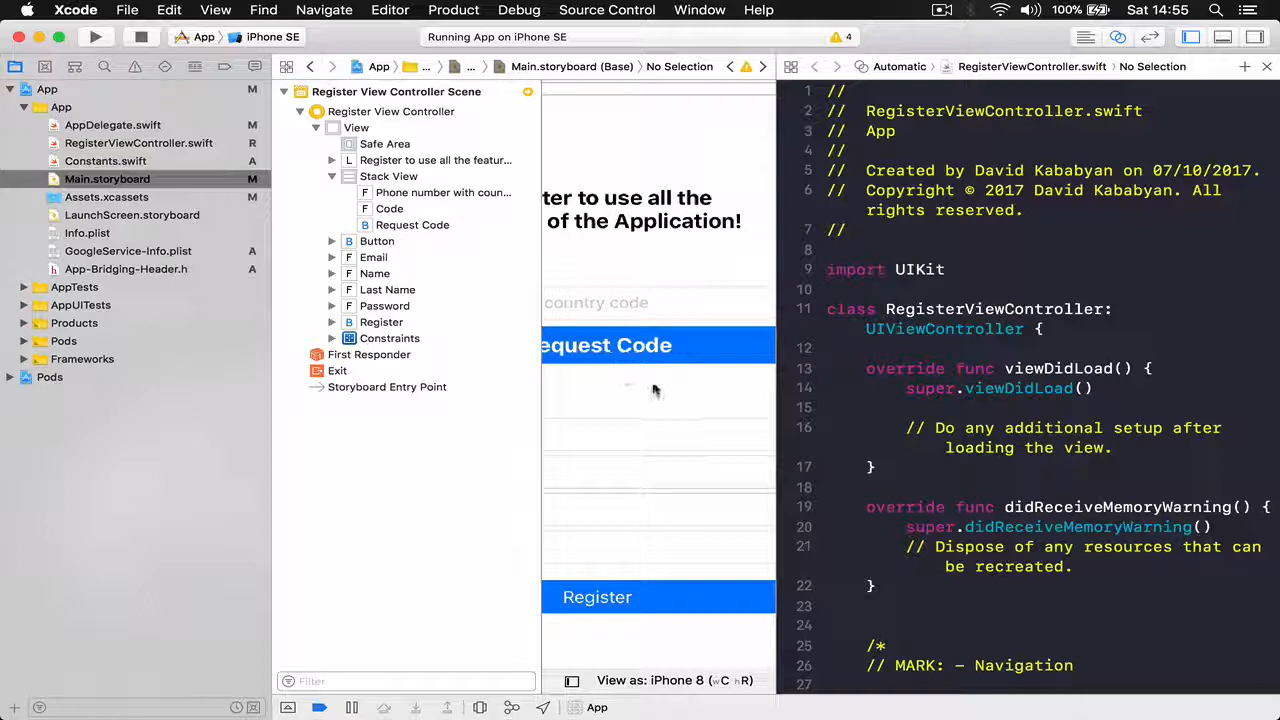 Xcode File Edit View Find Navigate Editor Product Debug Source Control Window Help 100% Sat 14:55
App iPhone SE Running App on iPhone SE 4
App ... ... Main.storyboard (Base) No Selection
Automatic RegisterViewController.swift No Selection
App M
App
AppDelegate.swift M
RegisterViewController.swift R
Constants.swift A
Main.storyboard M
Assets.xcassets M
LaunchScreen.storyboard
Info.plist
GoogleService-Info.plist A
App-Bridging-Header.h A
AppTests
AppUITests
Products
Pods
Frameworks
Pods
Register View Controller Scene
Register View Controller
View
Safe Area
L Register to use all the featur...
Stack View
F Phone number with coun...
F Code
B Request Code
B Button
F Email
F Name
F Last Name
F Password
B Register
Constraints
First Responder
Exit
Storyboard Entry Point
Filter
ter to use all the
of the Application!
country code
equest Code
Register
View as: iPhone 8 (wC hR)
1 //
2 // RegisterViewController.swift
3 // App
4 //
5 // Created by David Kababyan on 07/10/2017.
6 // Copyright © 2017 David Kababyan. All
rights reserved.
7 //
8
9 import UIKit
10
11 class RegisterViewController:
UIViewController {
12
13 override func viewDidLoad() {
14 super.viewDidLoad()
15
16 // Do any additional setup after
loading the view.
17 }
18
19 override func didReceiveMemoryWarning() {
20 super.didReceiveMemoryWarning()
21 // Dispose of any resources that can
be recreated.
22 }
23
24
25 /*
26 // MARK: - Navigation
27
App